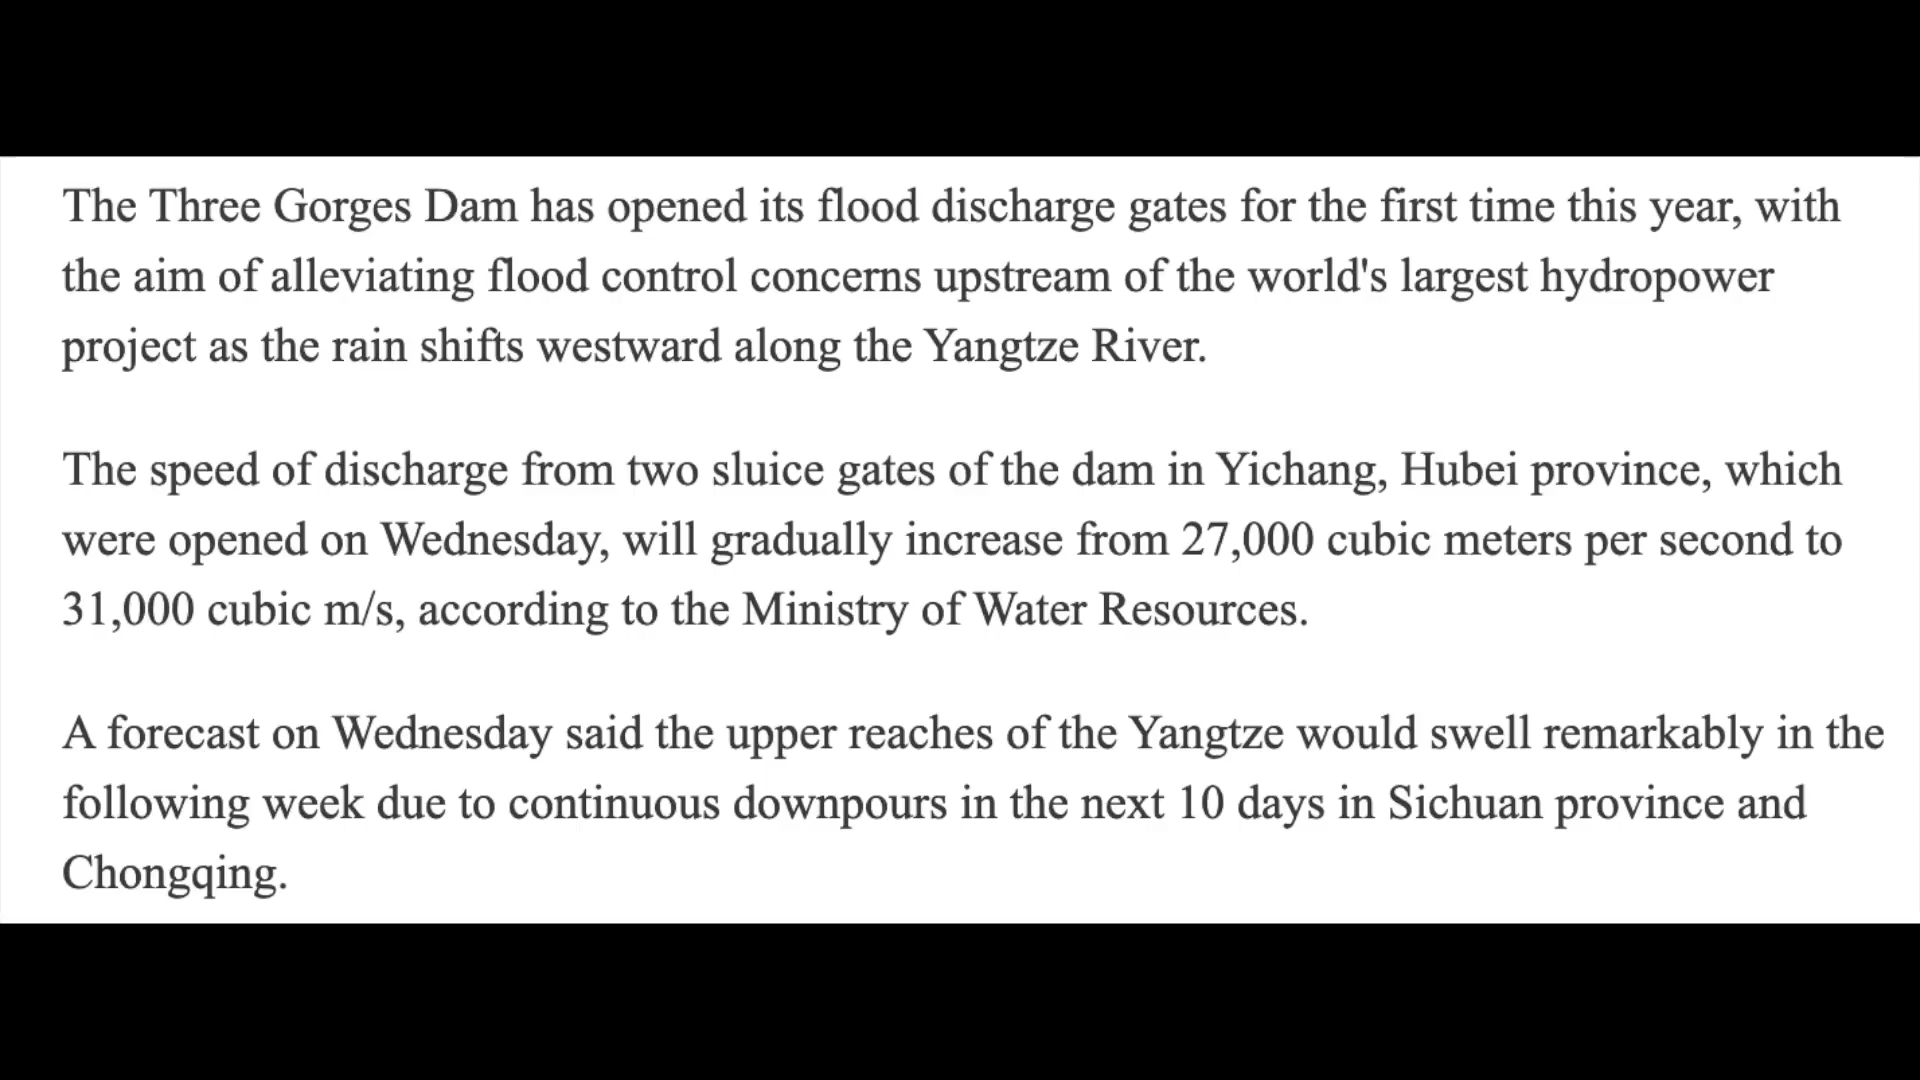 The Three Gorges Dam has opened its flood discharge gates for the first time this year, with
the aim of alleviating flood control concerns upstream of the world's largest hydropower
project as the rain shifts westward along the Yangtze River.
The speed of discharge from two sluice gates of the dam in Yichang, Hubei province, which
were opened on Wednesday, will gradually increase from 27,000 cubic meters per second to
31,000 cubic m/s, according to the Ministry of Water Resources.
A forecast on Wednesday said the upper reaches of the Yangtze would swell remarkably in the
following week due to continuous downpours in the next 10 days in Sichuan province and
Chongqing.